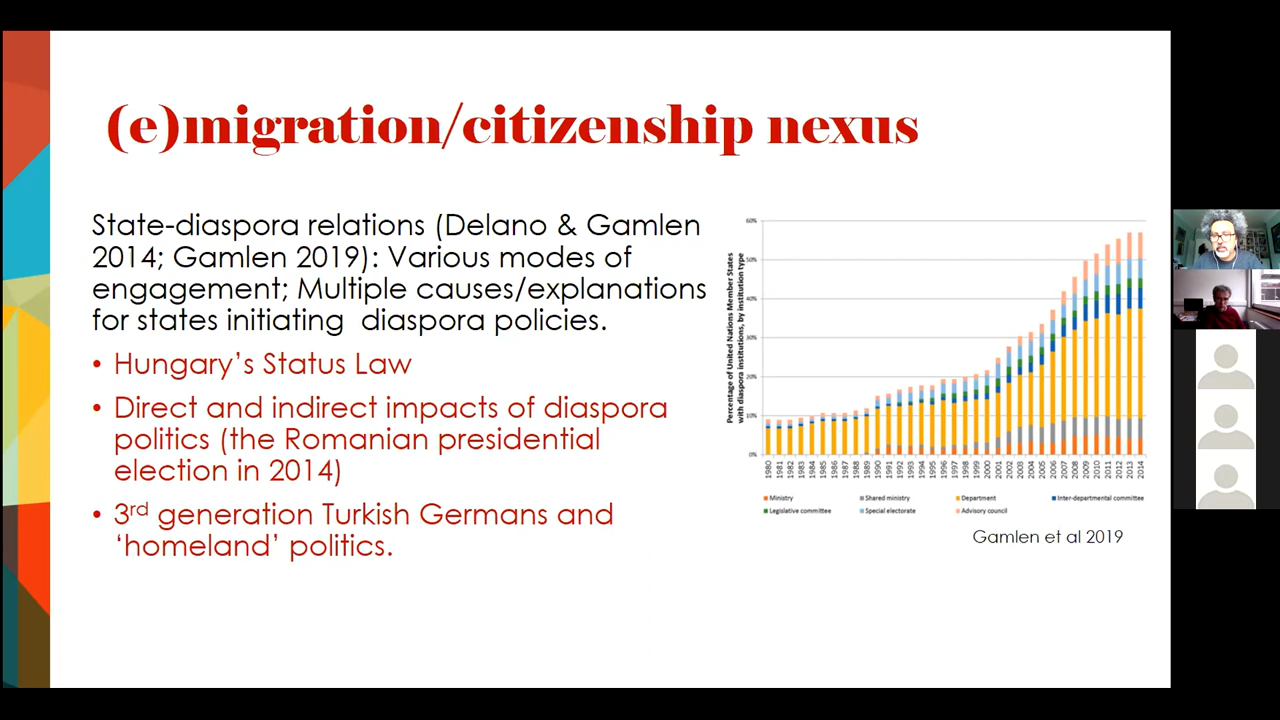 (e)migration/citizenship nexus
State-diaspora relations (Delano & Gamlen
2014; Gamlen 2019): Various modes of
engagement; Multiple causes/explanations
for states initiating diaspora policies.
• Hungary’s Status Law
• Direct and indirect impacts of diaspora
politics (the Romanian presidential
election in 2014)
• 3rd generation Turkish Germans and
‘homeland’ politics.
Percentage of United Nations Member States
with diaspora institutions, by institution type
60%
50%
40%
30%
20%
10%
0%
1980 1981 1982 1983 1984 1985 1986 1987 1988 1989 1990 1991 1992 1993 1994 1995 1996 1997 1998 1999 2000 2001 2002 2003 2004 2005 2006 2007 2008 2009 2010 2011 2012 2013 2014
Ministry Shared ministry Department Inter-departmental committee
Legislative committee Special electorate Advisory council
Gamlen et al 2019